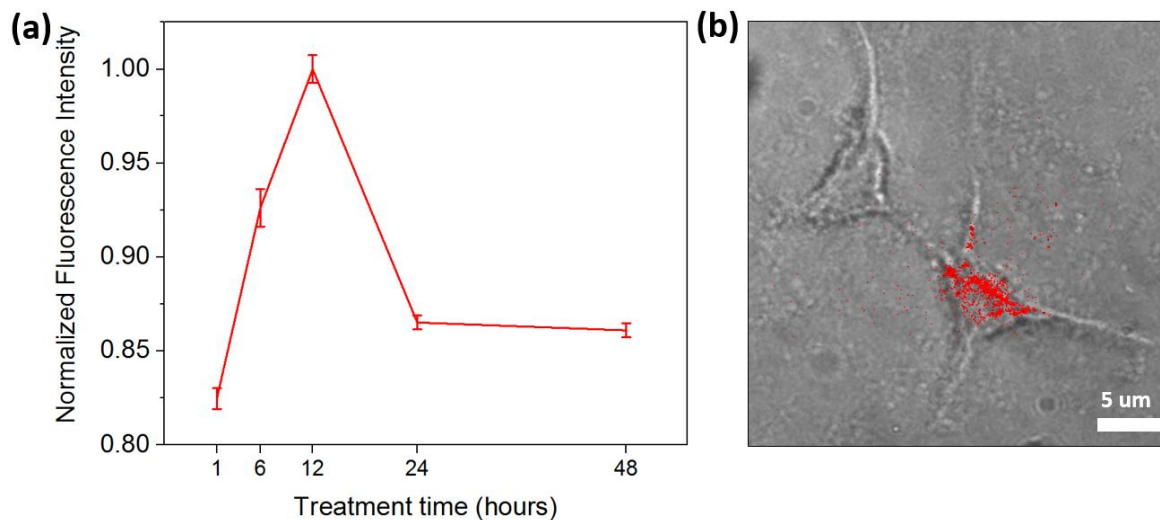 (a)
Normalized Fluorescence Intensity
1.00
0.95
0.90
0.85
0.80
1 6 12 24 48
Treatment time (hours)
(b)
5 um